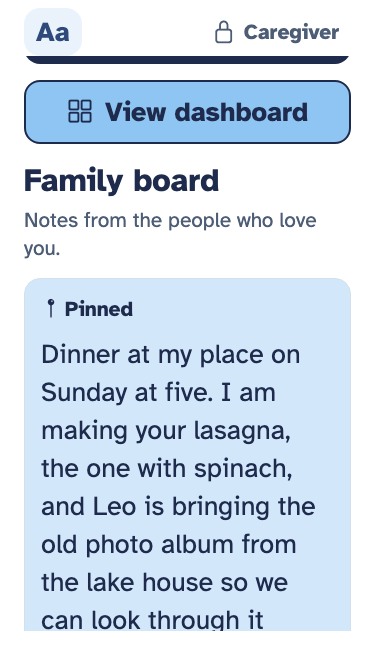 Aa
Caregiver
View dashboard
Family board
Notes from the people who love
you.
Pinned
Dinner at my place on
Sunday at five. I am
making your lasagna,
the one with spinach,
and Leo is bringing the
old photo album from
the lake house so we
can look through it